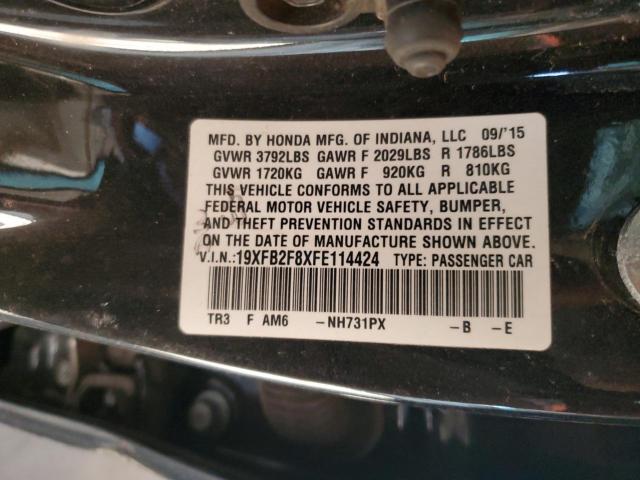 MFD. BY HONDA MFG. OF INDIANA, LLC 09/'15
GVWR 3792LBS GAWR F 2029LBS R 1786LBS
GVWR 1720KG GAWR F 920KG R 810KG
THIS VEHICLE CONFORMS TO ALL APPLICABLE
FEDERAL MOTOR VEHICLE SAFETY, BUMPER,
AND THEFT PREVENTION STANDARDS IN EFFECT
ON THE DATE OF MANUFACTURE SHOWN ABOVE.
V.I.N.:19XFB2F8XFE114424 TYPE: PASSENGER CAR
TR3 F AM6 -NH731PX -B -E